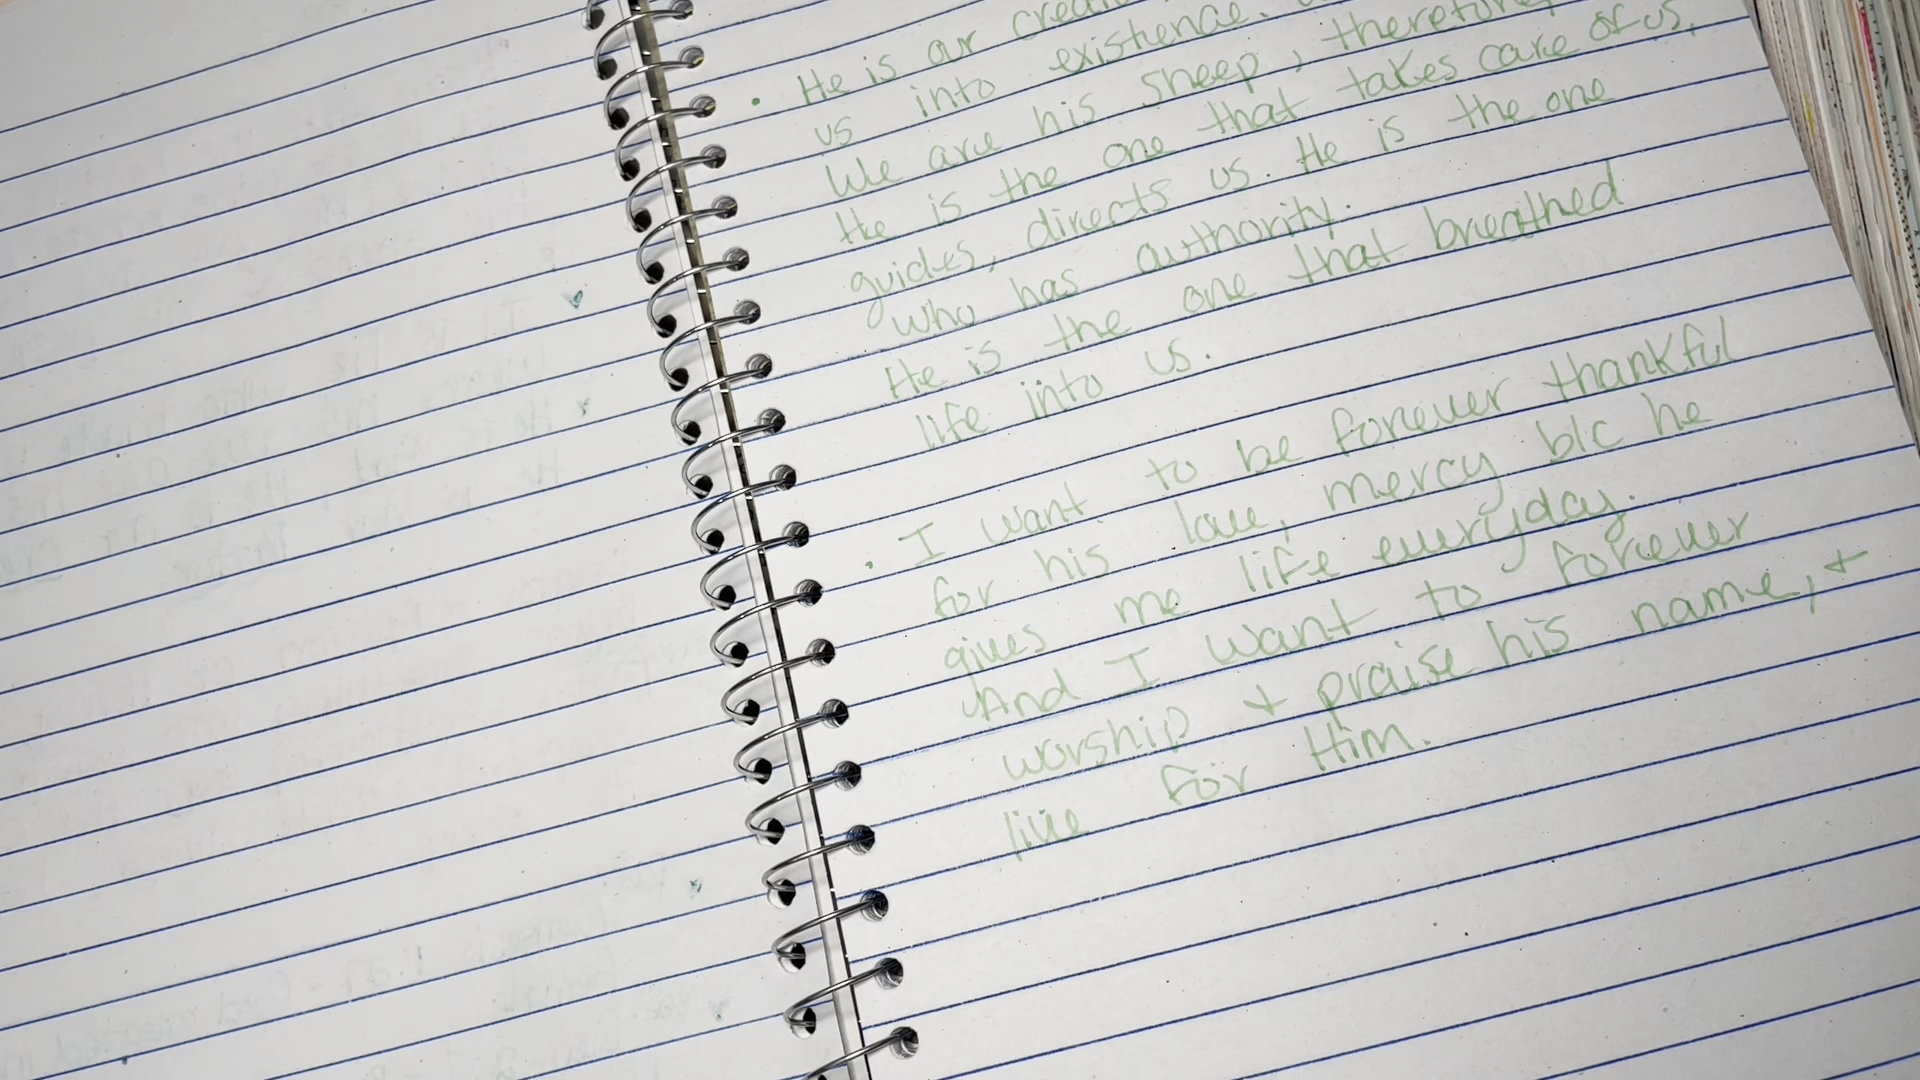 • He is our
us into existence.
We are his sheep, therefore
He is the one that takes care of us,
guides, directs us. He is the one
who has authority.
He is the one that breathed
life into us.
• I want to be forever thankful
for his love, mercy b/c he
gives me life everyday.
And I want to forever
worship + praise his name, +
live for Him.